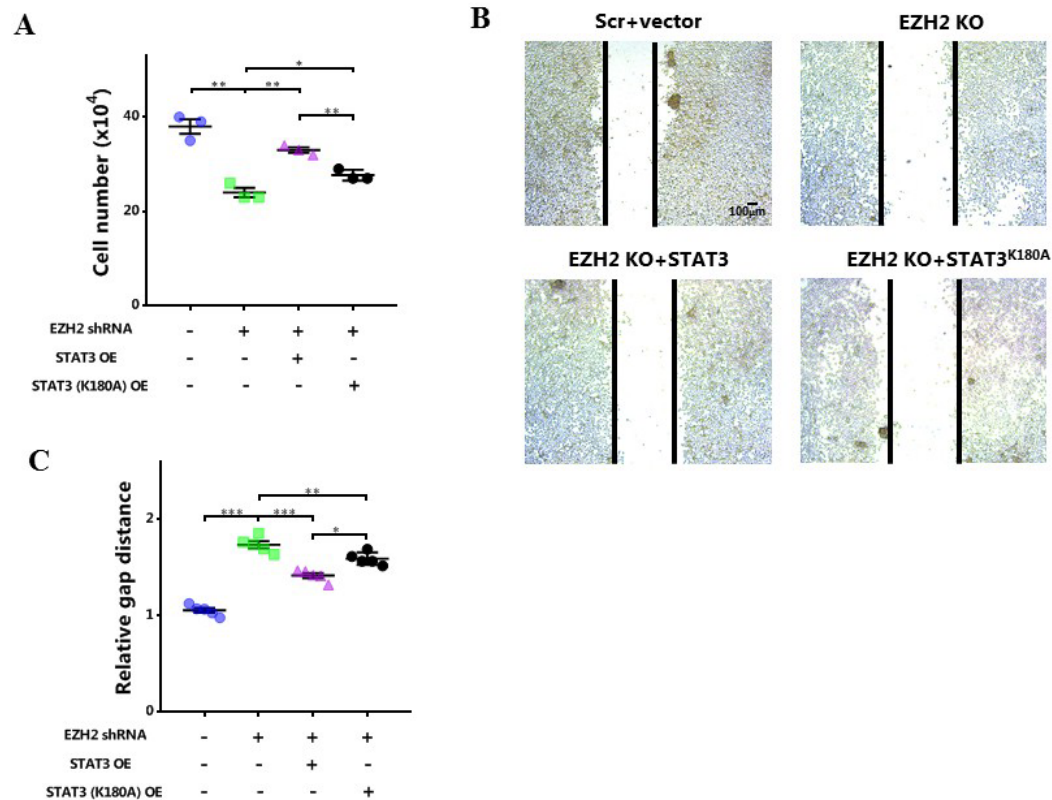 A
Cell number (x10⁴)
40
20
0
** ** *
**
EZH2 shRNA - + + +
STAT3 OE - - + -
STAT3 (K180A) OE - - - +
B
Scr+vector
EZH2 KO
100μm
EZH2 KO+STAT3
EZH2 KO+STAT3ᴷ¹⁸⁰ᴬ
C
Relative gap distance
2
1
0
**
*** ***
*
EZH2 shRNA - + + +
STAT3 OE - - + -
STAT3 (K180A) OE - - - +